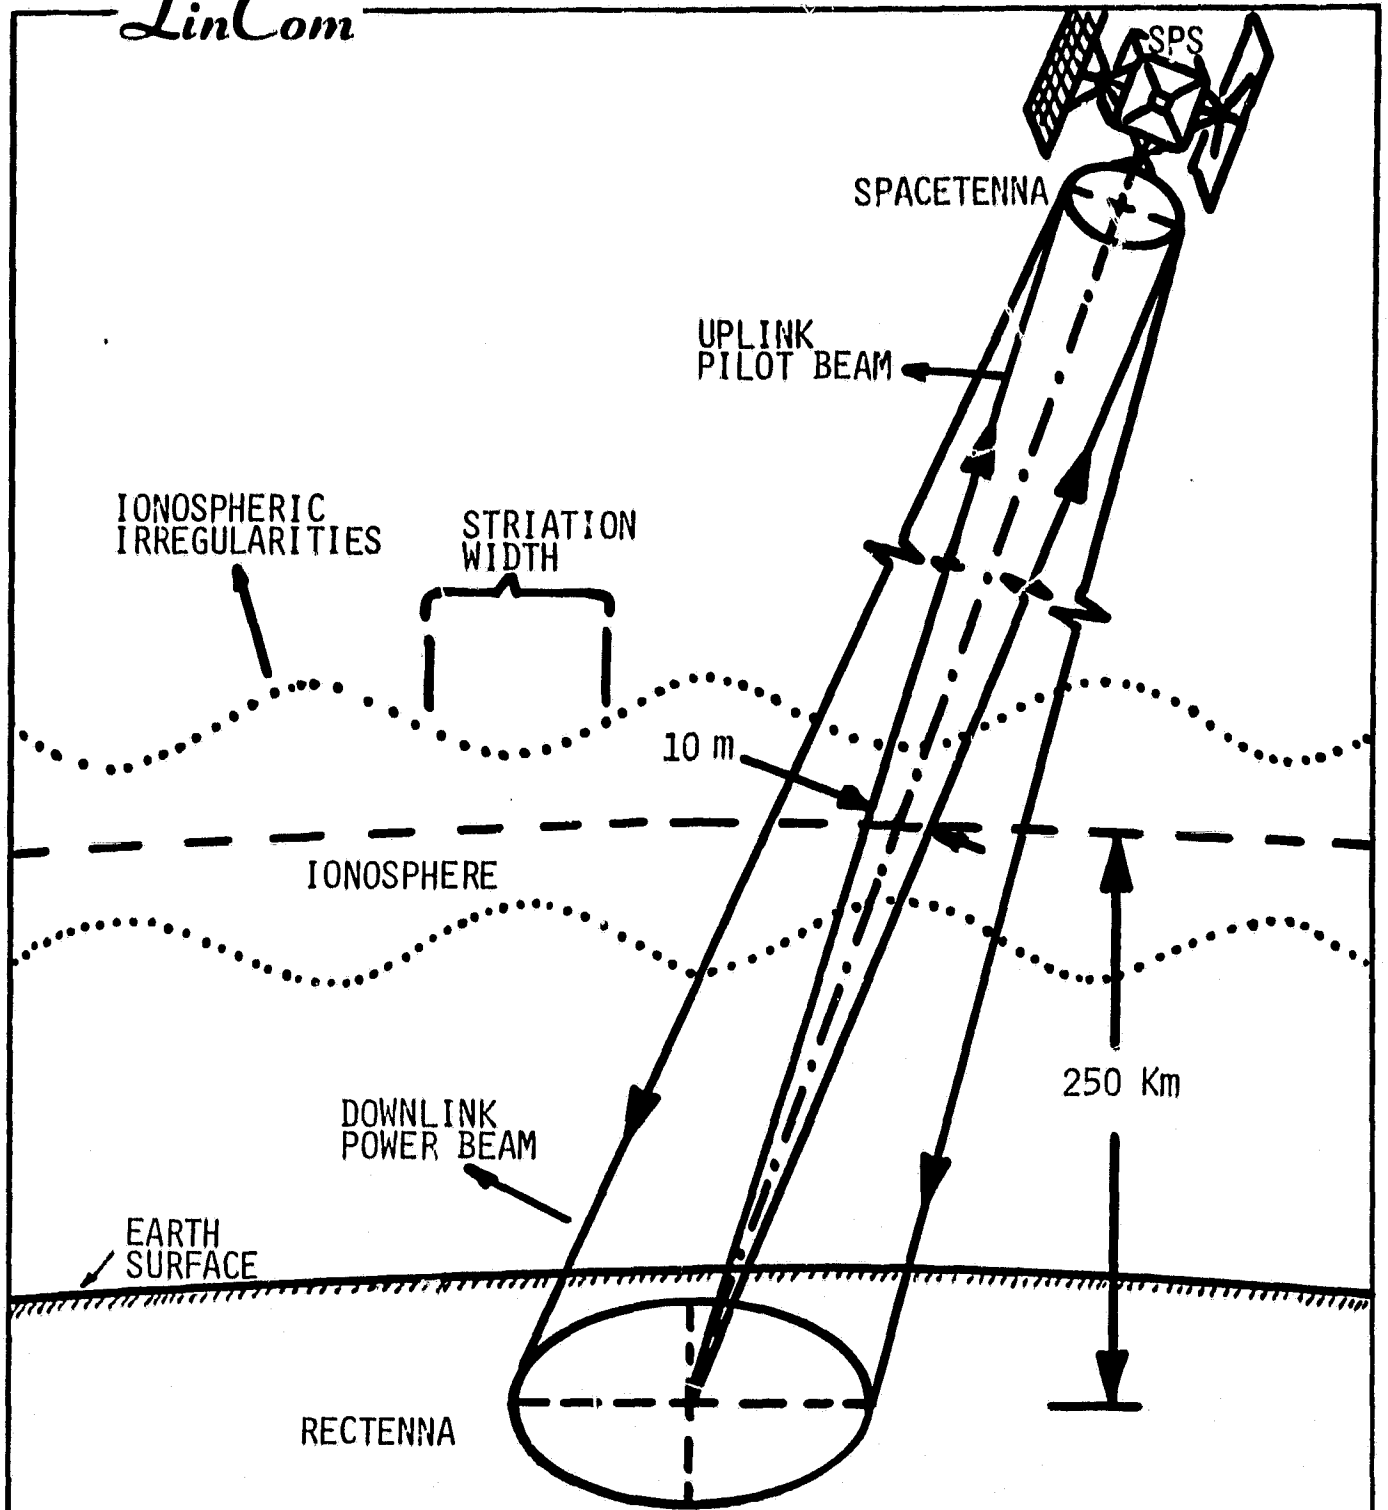 LinCom
SPS
SPACETENNA
UPLINK
PILOT BEAM
IONOSPHERIC
IRREGULARITIES
STRIATION
WIDTH
10 m
IONOSPHERE
250 Km
DOWNLINK
POWER BEAM
EARTH
SURFACE
RECTENNA